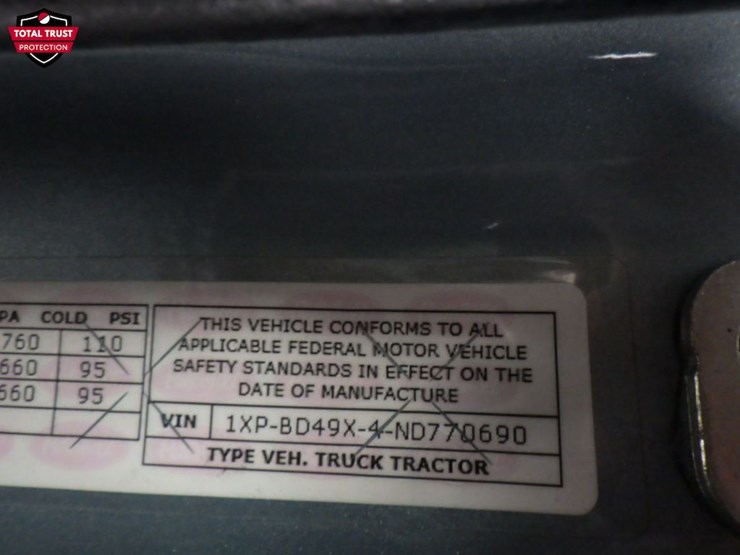 TOTAL TRUST
PROTECTION
PA COLD PSI
760 110
660 95
660 95
THIS VEHICLE CONFORMS TO ALL
APPLICABLE FEDERAL MOTOR VEHICLE
SAFETY STANDARDS IN EFFECT ON THE
DATE OF MANUFACTURE
VIN 1XP-BD49X-4-ND770690
TYPE VEH. TRUCK TRACTOR